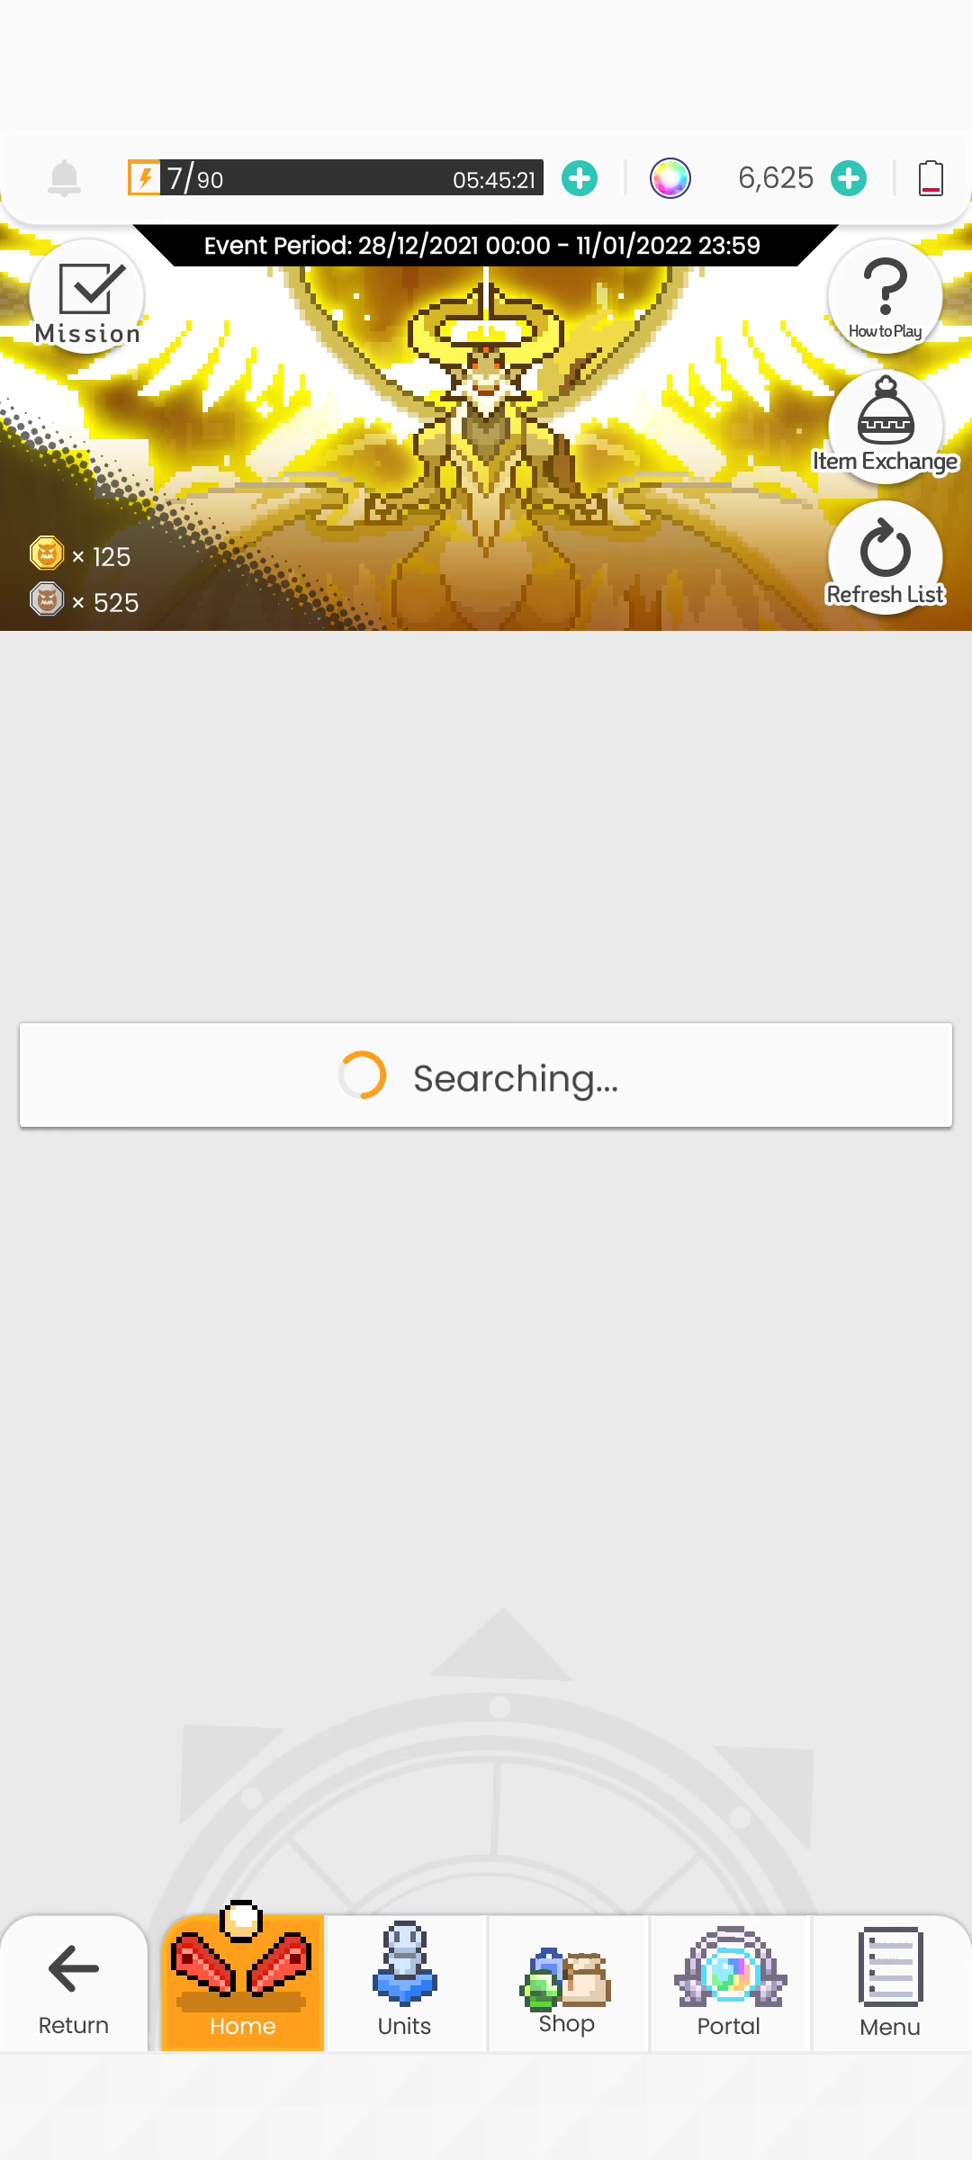 7/90 05:45:21 6,625
Event Period: 28/12/2021 00:00 - 11/01/2022 23:59
Mission
How to Play
Item Exchange
× 125
× 525
Refresh List
Searching...
Return
Home
Units
Shop
Portal
Menu